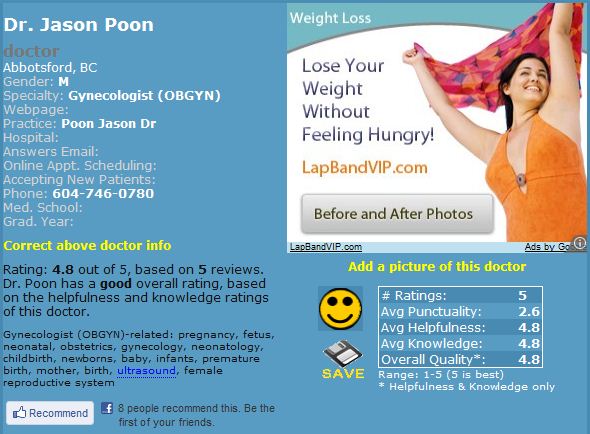 Dr. Jason Poon
doctor
Abbotsford, BC
Gender: M
Specialty: Gynecologist (OBGYN)
Webpage:
Practice: Poon Jason Dr
Hospital:
Answers Email:
Online Appt. Scheduling:
Accepting New Patients:
Phone: 604-746-0780
Med. School:
Grad. Year:
Correct above doctor info
Rating: 4.8 out of 5, based on 5 reviews.
Dr. Poon has a good overall rating, based
on the helpfulness and knowledge ratings
of this doctor.
Gynecologist (OBGYN)-related: pregnancy, fetus,
neonatal, obstetrics, gynecology, neonatology,
childbirth, newborns, baby, infants, premature
birth, mother, birth, ultrasound, female
reproductive system
Recommend
8 people recommend this. Be the
first of your friends.
Weight Loss
Lose Your
Weight
Without
Feeling Hungry!
LapBandVIP.com
Before and After Photos
LapBandVIP.com
Ads by Goo
Add a picture of this doctor
SAVE
# Ratings: 5
Avg Punctuality: 2.6
Avg Helpfulness: 4.8
Avg Knowledge: 4.8
Overall Quality*: 4.8
Range: 1-5 (5 is best)
* Helpfulness & Knowledge only